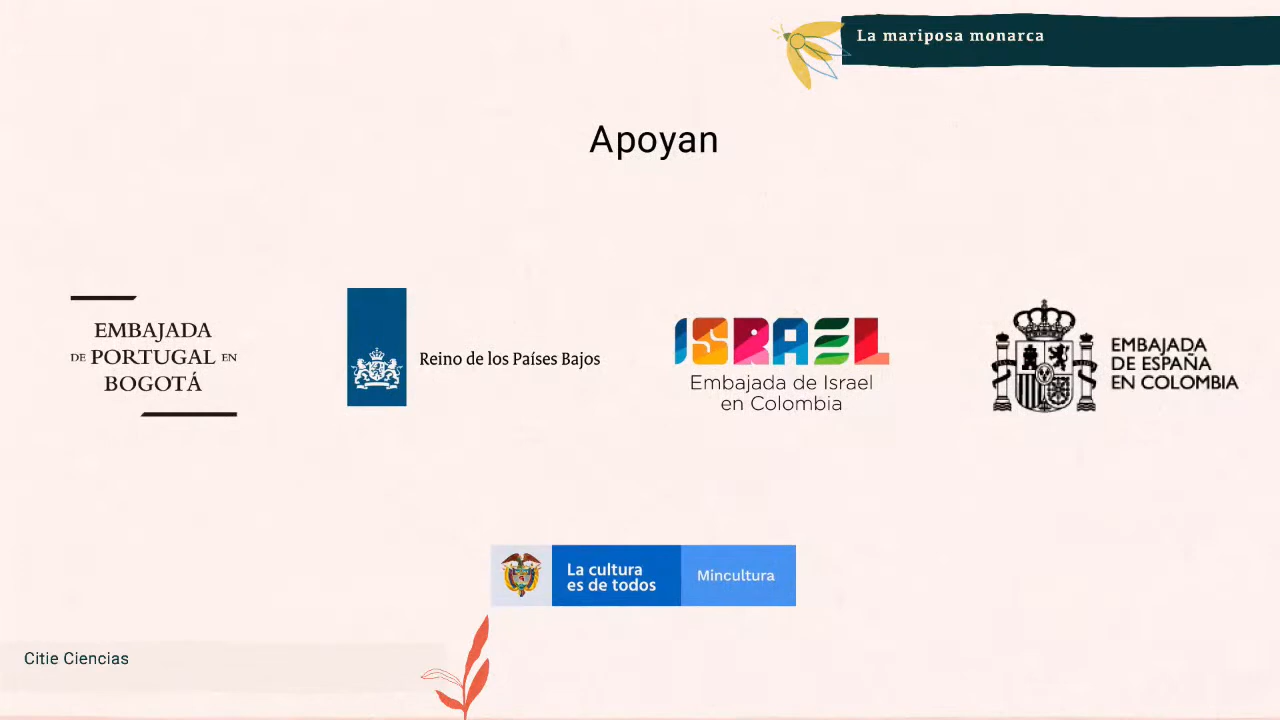 La mariposa monarca
Apoyan
EMBAJADA
DE PORTUGAL EN
BOGOTÁ
Reino de los Países Bajos
ISRAEL
Embajada de Israel
en Colombia
EMBAJADA
DE ESPAÑA
EN COLOMBIA
La cultura
es de todos
Mincultura
Citie Ciencias